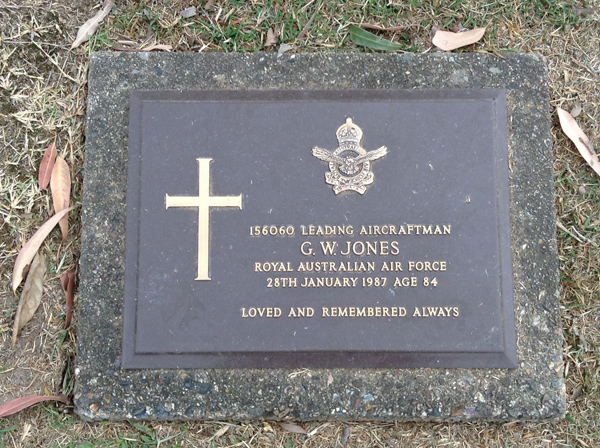 156060 LEADING AIRCRAFTMAN
G. W. JONES
ROYAL AUSTRALIAN AIR FORCE
28TH JANUARY 1987 AGE 84
LOVED AND REMEMBERED ALWAYS